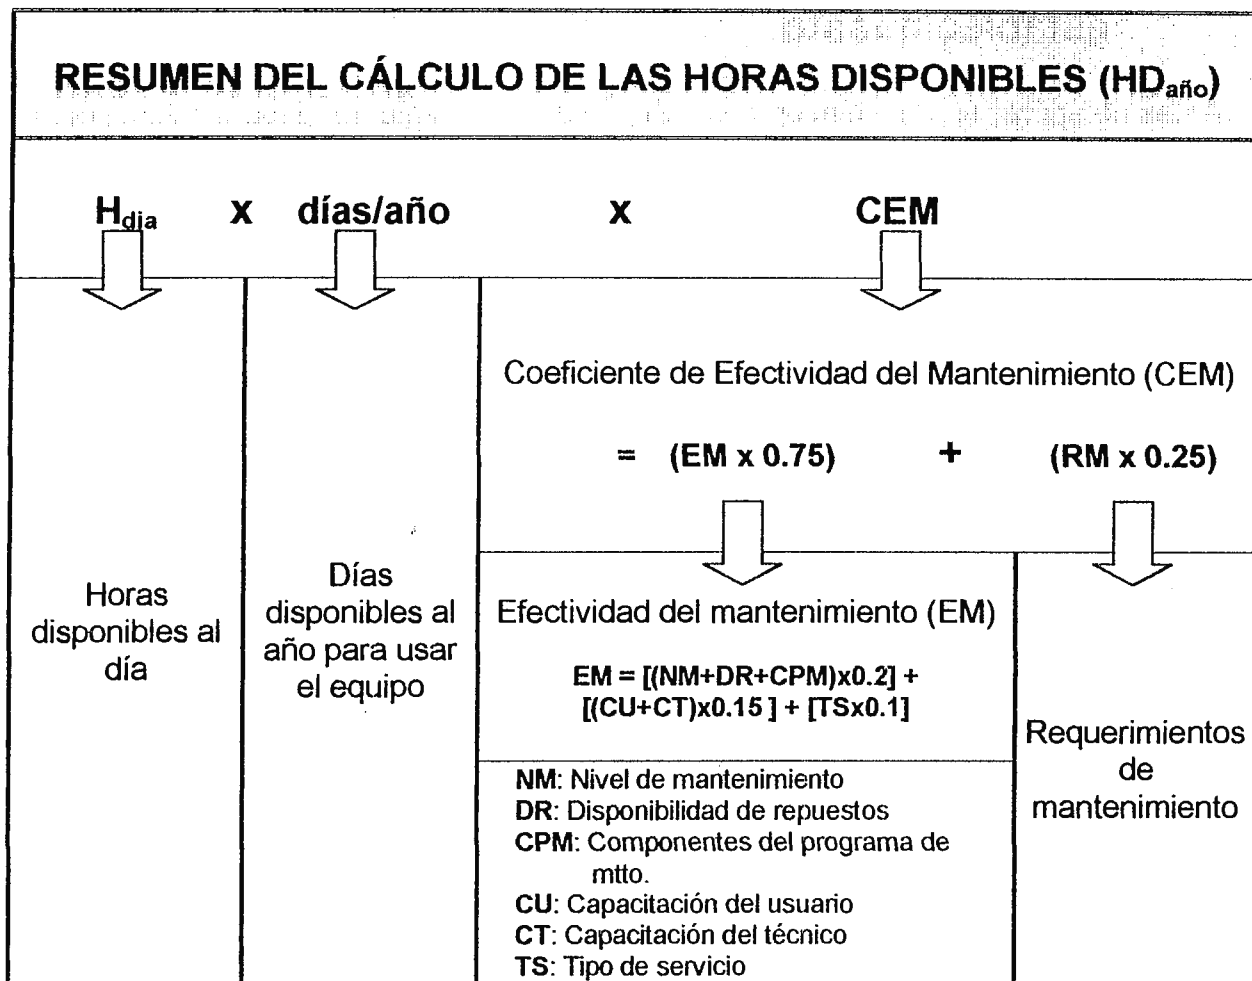 RESUMEN DEL CÁLCULO DE LAS HORAS DISPONIBLES (HDaño)
Hdia x días/año x CEM
Coeficiente de Efectividad del Mantenimiento (CEM)
= (EM x 0.75) + (RM x 0.25)
Horas
disponibles al
día
Días
disponibles al
año para usar
el equipo
Efectividad del mantenimiento (EM)
EM = [(NM+DR+CPM)x0.2] +
[(CU+CT)x0.15 ] + [TSx0.1]
NM: Nivel de mantenimiento
DR: Disponibilidad de repuestos
CPM: Componentes del programa de
mtto.
CU: Capacitación del usuario
CT: Capacitación del técnico
TS: Tipo de servicio
Requerimientos
de
mantenimiento